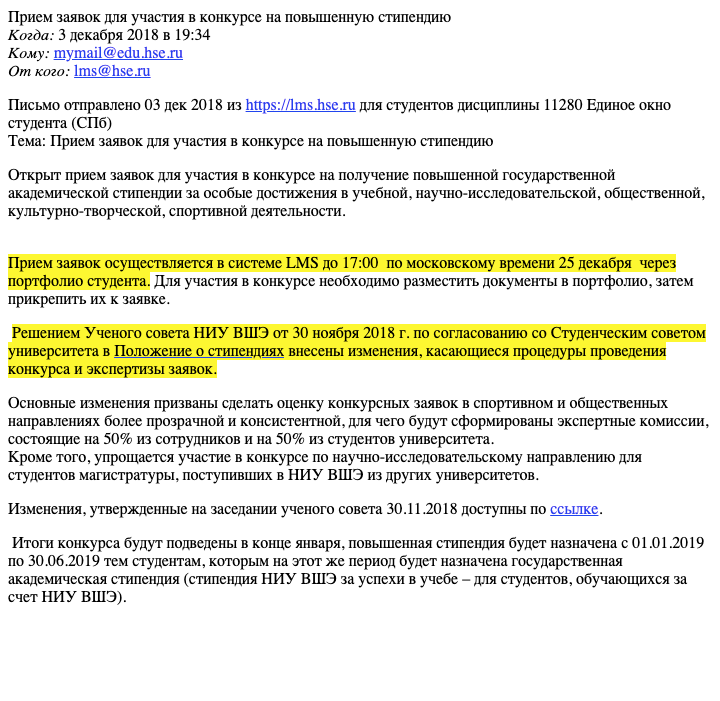 Прием заявок для участия в конкурсе на повышенную стипендию
Когда: 3 декабря 2018 в 19:34
Кому: mymail@edu.hse.ru
От кого: lms@hse.ru
Письмо отправлено 03 дек 2018 из https://lms.hse.ru для студентов дисциплины 11280 Единое окно
студента (СПб)
Тема: Прием заявок для участия в конкурсе на повышенную стипендию
Открыт прием заявок для участия в конкурсе на получение повышенной государственной
академической стипендии за особые достижения в учебной, научно-исследовательской, общественной,
культурно-творческой, спортивной деятельности.
Прием заявок осуществляется в системе LMS до 17:00  по московскому времени 25 декабря  через
портфолио студента. Для участия в конкурсе необходимо разместить документы в портфолио, затем
прикрепить их к заявке.
Решением Ученого совета НИУ ВШЭ от 30 ноября 2018 г. по согласованию со Студенческим советом
университета в Положение о стипендиях внесены изменения, касающиеся процедуры проведения
конкурса и экспертизы заявок.
Основные изменения призваны сделать оценку конкурсных заявок в спортивном и общественных
направлениях более прозрачной и консистентной, для чего будут сформированы экспертные комиссии,
состоящие на 50% из сотрудников и на 50% из студентов университета.
Кроме того, упрощается участие в конкурсе по научно-исследовательскому направлению для
студентов магистратуры, поступивших в НИУ ВШЭ из других университетов.
Изменения, утвержденные на заседании ученого совета 30.11.2018 доступны по ссылке.
Итоги конкурса будут подведены в конце января, повышенная стипендия будет назначена с 01.01.2019
по 30.06.2019 тем студентам, которым на этот же период будет назначена государственная
академическая стипендия (стипендия НИУ ВШЭ за успехи в учебе – для студентов, обучающихся за
счет НИУ ВШЭ).